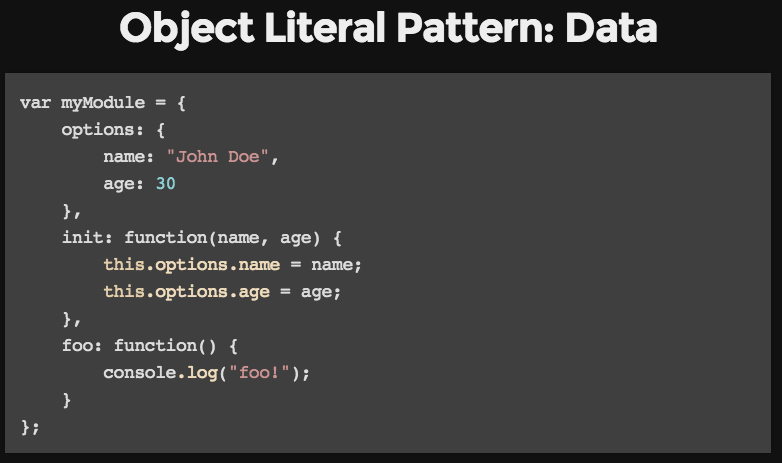 Object Literal Pattern: Data
var myModule = {
    options: {
        name: "John Doe",
        age: 30
    },
    init: function(name, age) {
        this.options.name = name;
        this.options.age = age;
    },
    foo: function() {
        console.log("foo!");
    }
};